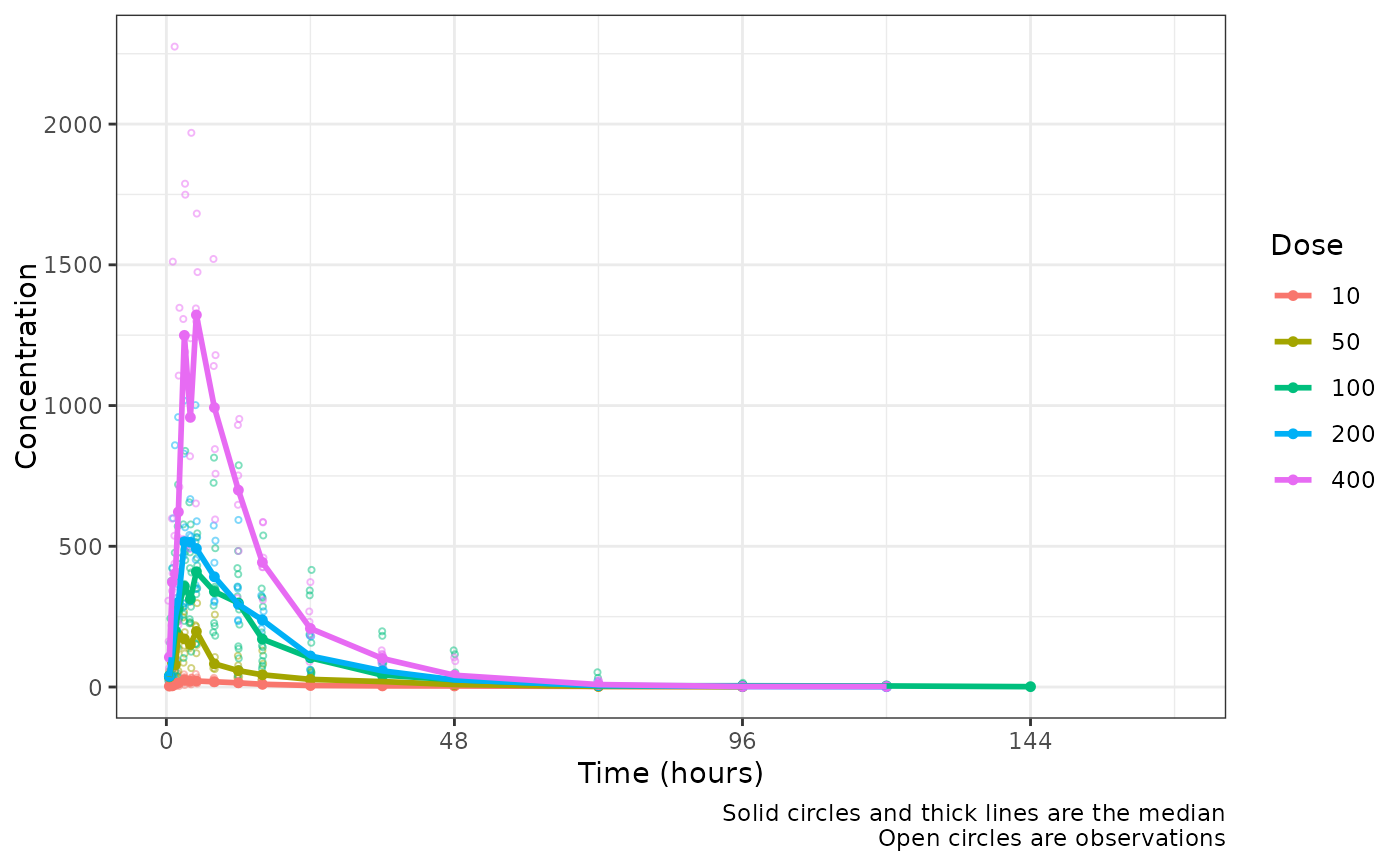 2000
1500
1000
500
0
Concentration
0
48
96
144
Time (hours)
Dose
10
50
100
200
400
Solid circles and thick lines are the median
Open circles are observations